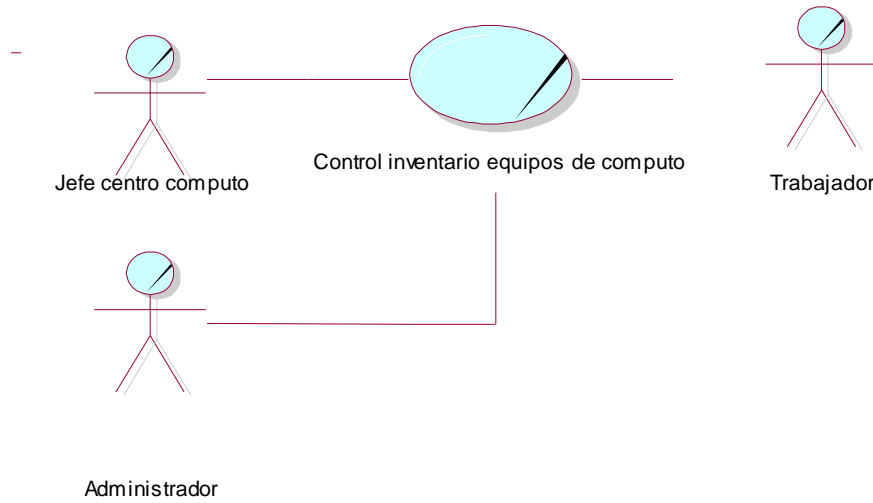 Control inventario equipos de computo
Jefe centro computo
Trabajador
Administrador